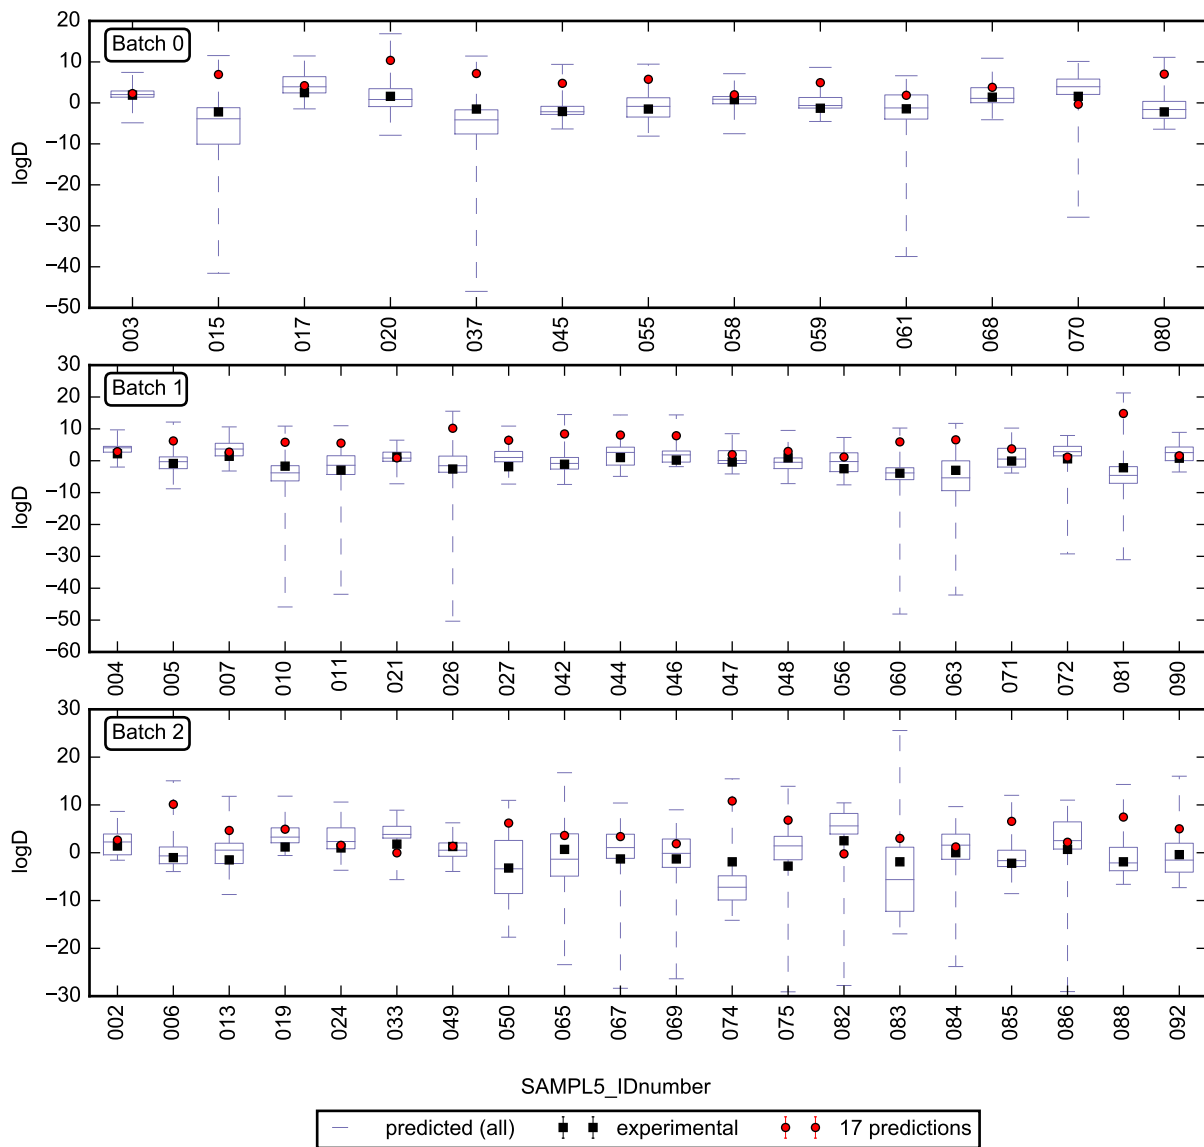 20
Batch 0
10
0
−10
−20
−30
−40
−50
logD
003 015 017 020 037 045 055 058 059 061 068 070 080
30
Batch 1
20
10
0
−10
−20
−30
−40
−50
−60
logD
004 005 007 010 011 021 026 027 042 044 046 047 048 056 060 063 071 072 081 090
30
Batch 2
20
10
0
−10
−20
−30
logD
002 006 013 019 024 033 049 050 065 067 069 074 075 082 083 084 085 086 088 092
SAMPL5_IDnumber
predicted (all) experimental 17 predictions